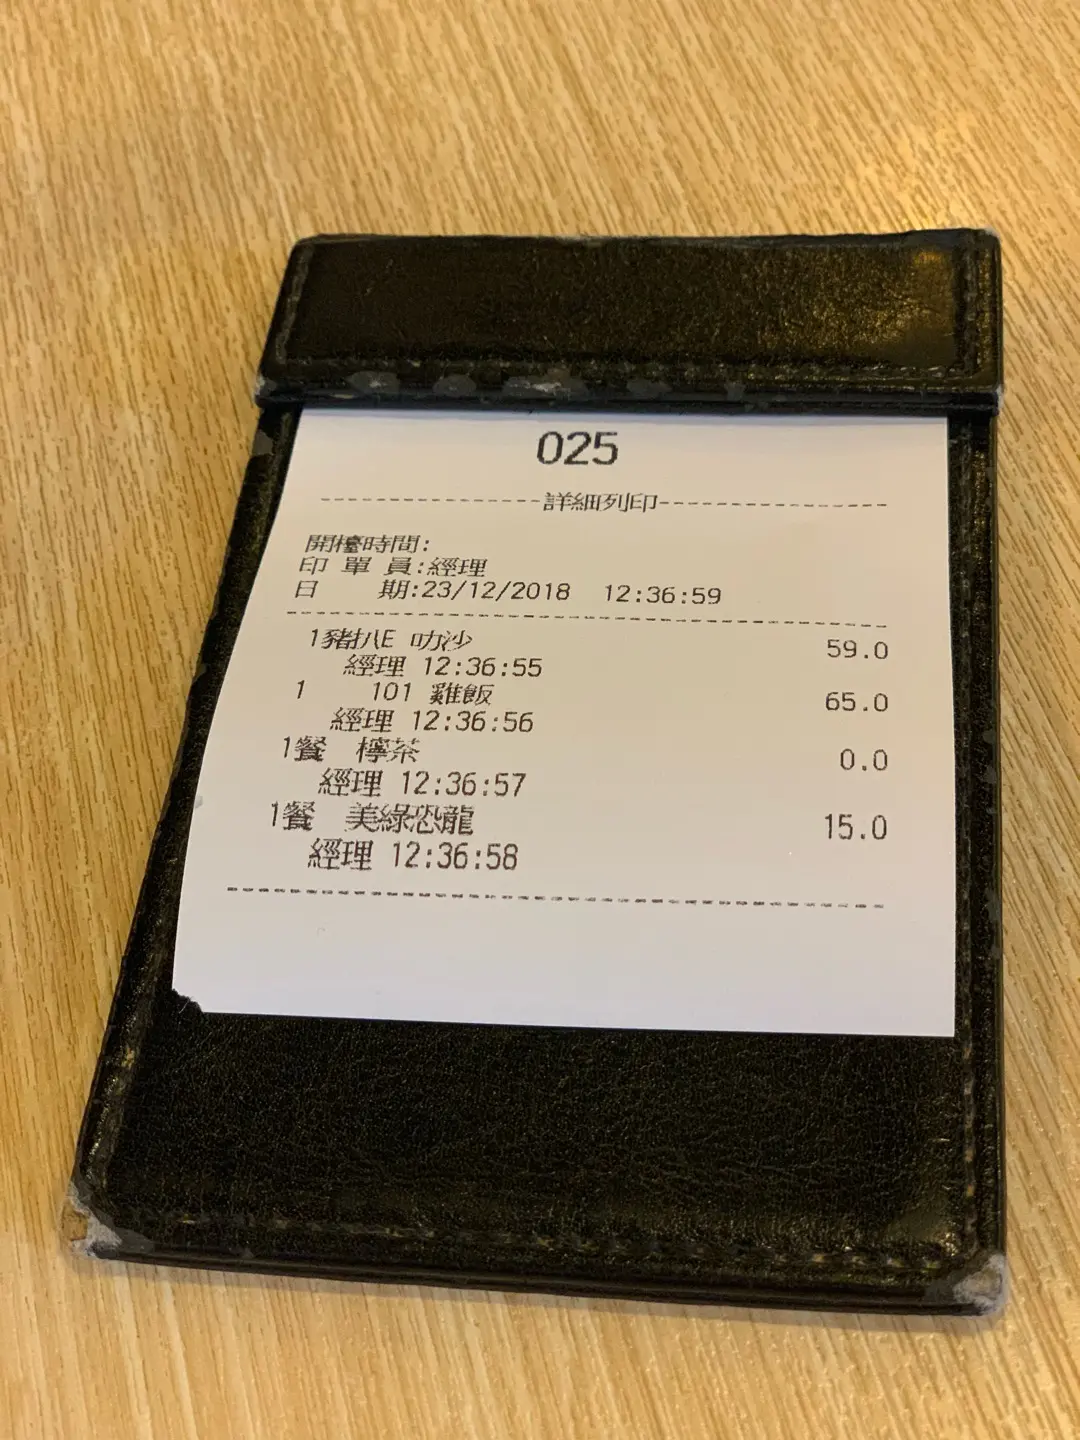 025
--------------------詳細列印--------------------
開檯時間:
印 單 員:經理
日 期:23/12/2018 12:36:59
1豬扒E 叻沙 59.0
經理 12:36:55
1 101 雞飯 65.0
經理 12:36:56
1餐 檸茶 0.0
經理 12:36:57
1餐 美綠恐龍 15.0
經理 12:36:58